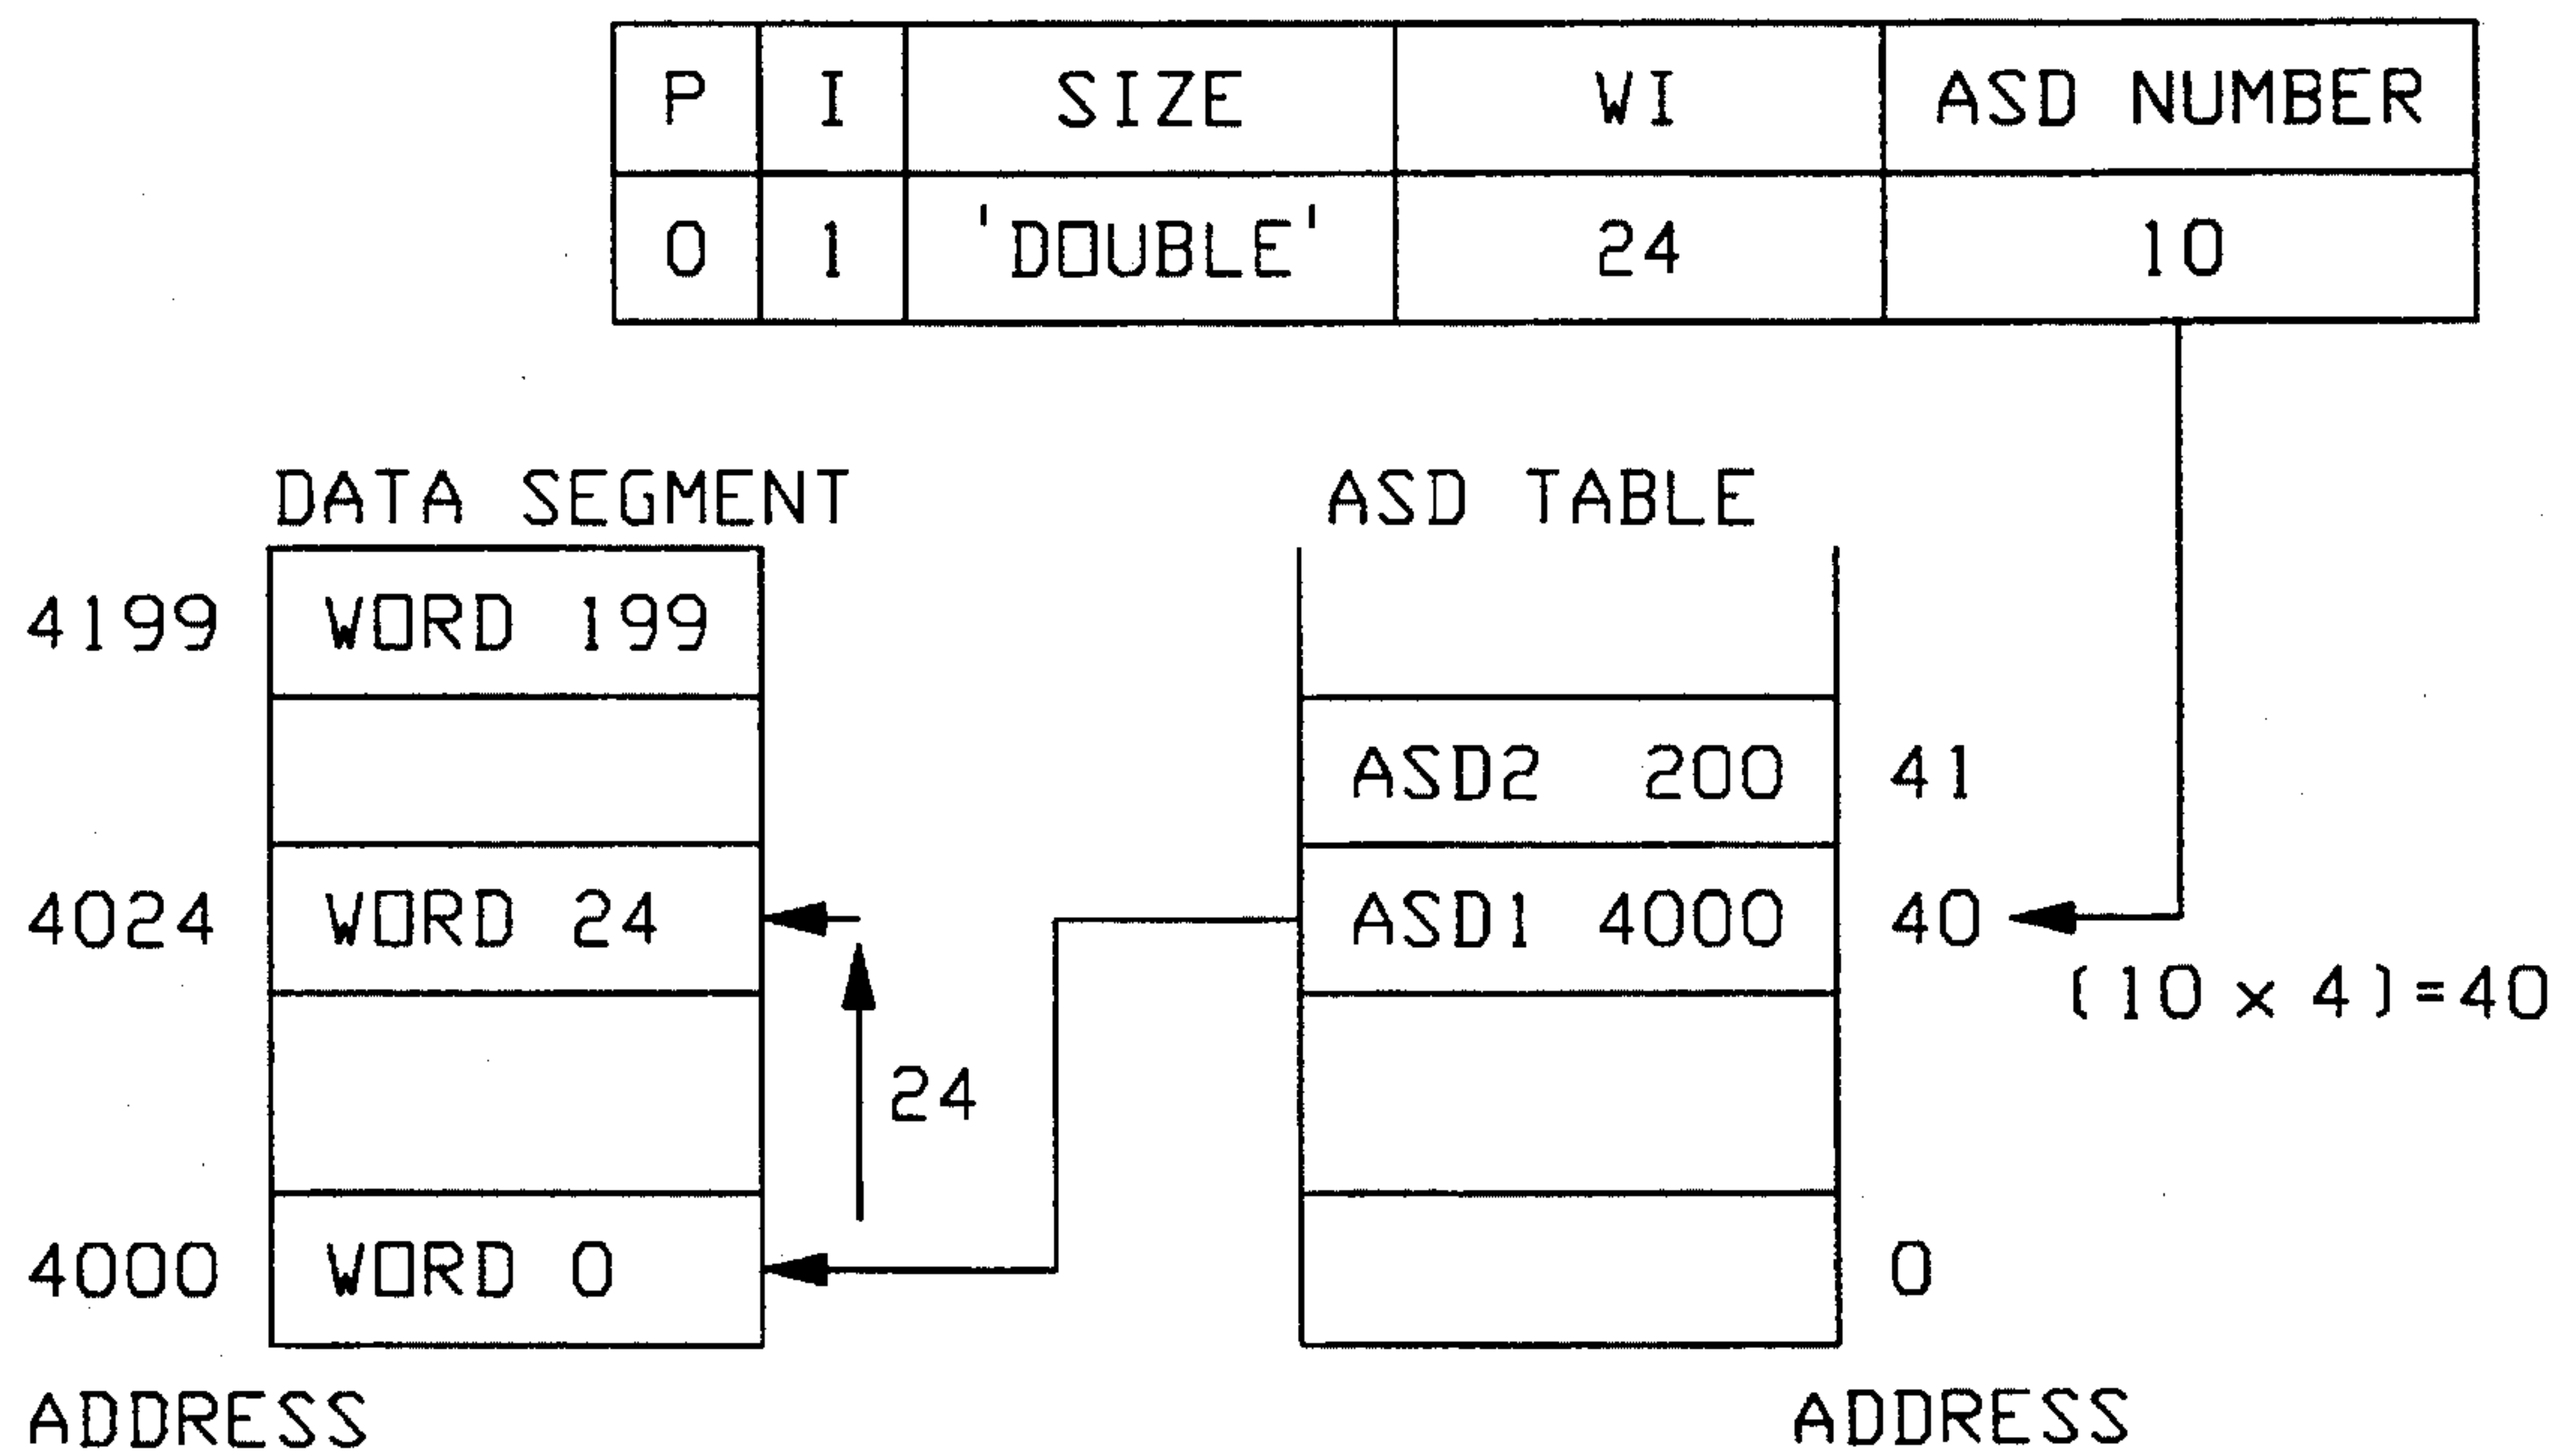 P I SIZE WI ASD NUMBER
0 1 'DOUBLE' 24 10
DATA SEGMENT ASD TABLE
4199 WORD 199
ASD2 200 41
4024 WORD 24 ASD1 4000 40
(10 x 4)=40
24
4000 WORD 0 0
ADDRESS ADDRESS